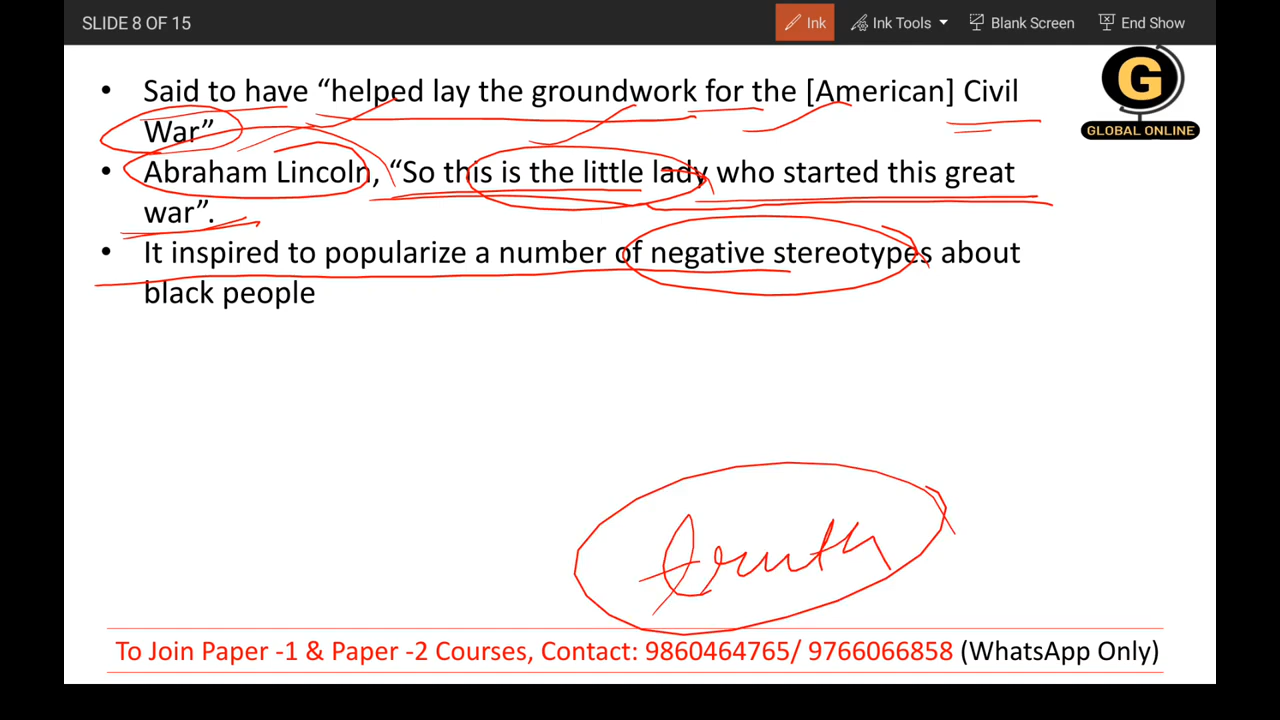 SLIDE 8 OF 15
Ink
Ink Tools
Blank Screen
End Show
G
GLOBAL ONLINE
• Said to have “helped lay the groundwork for the [American] Civil
War”
• Abraham Lincoln, “So this is the little lady who started this great
war”.
• It inspired to popularize a number of negative stereotypes about
black people
truth
To Join Paper -1 & Paper -2 Courses, Contact: 9860464765/ 9766066858 (WhatsApp Only)